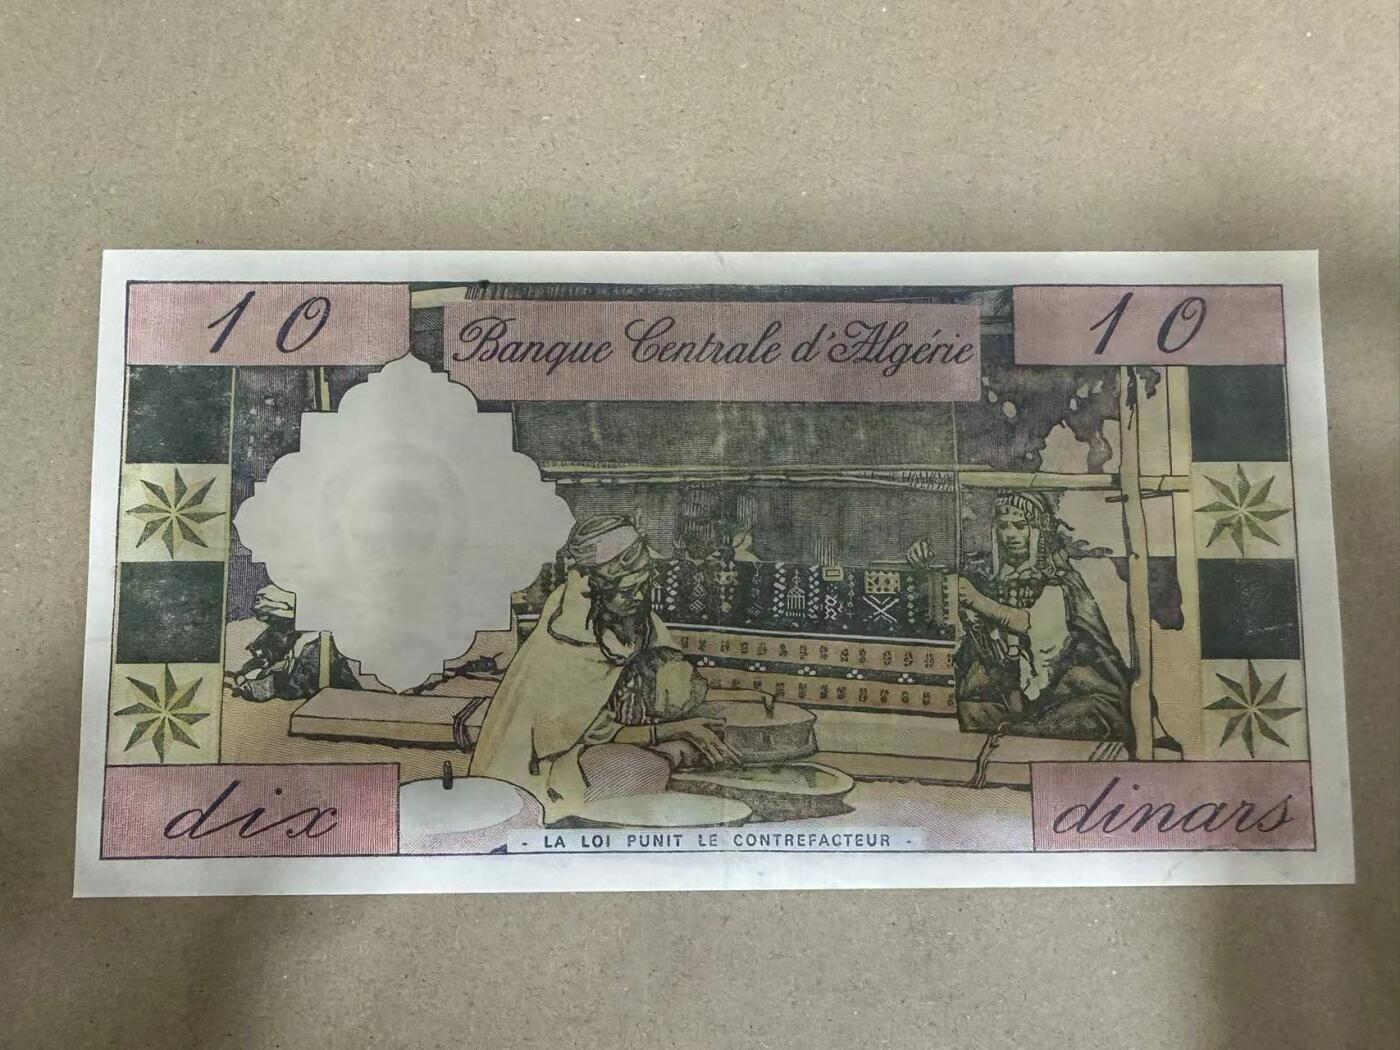 10
Banque Centrale d'Algérie
10
dix
dinars
- LA LOI PUNIT LE CONTREFACTEUR -